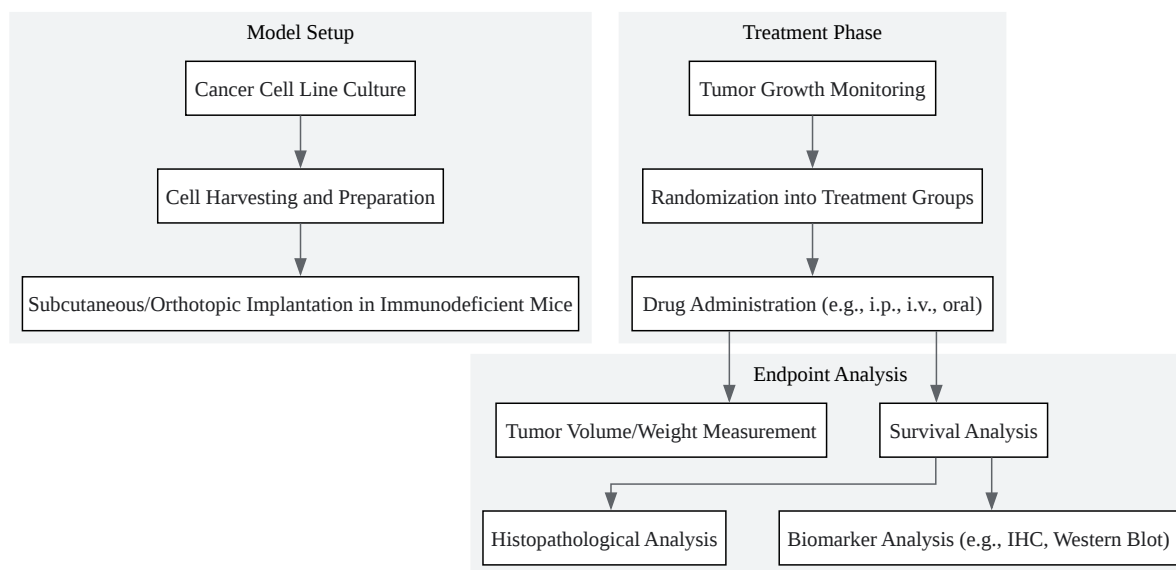 Model Setup
Cancer Cell Line Culture
Cell Harvesting and Preparation
Subcutaneous/Orthotopic Implantation in Immunodeficient Mice
Treatment Phase
Tumor Growth Monitoring
Randomization into Treatment Groups
Drug Administration (e.g., i.p., i.v., oral)
Endpoint Analysis
Tumor Volume/Weight Measurement
Survival Analysis
Histopathological Analysis
Biomarker Analysis (e.g., IHC, Western Blot)